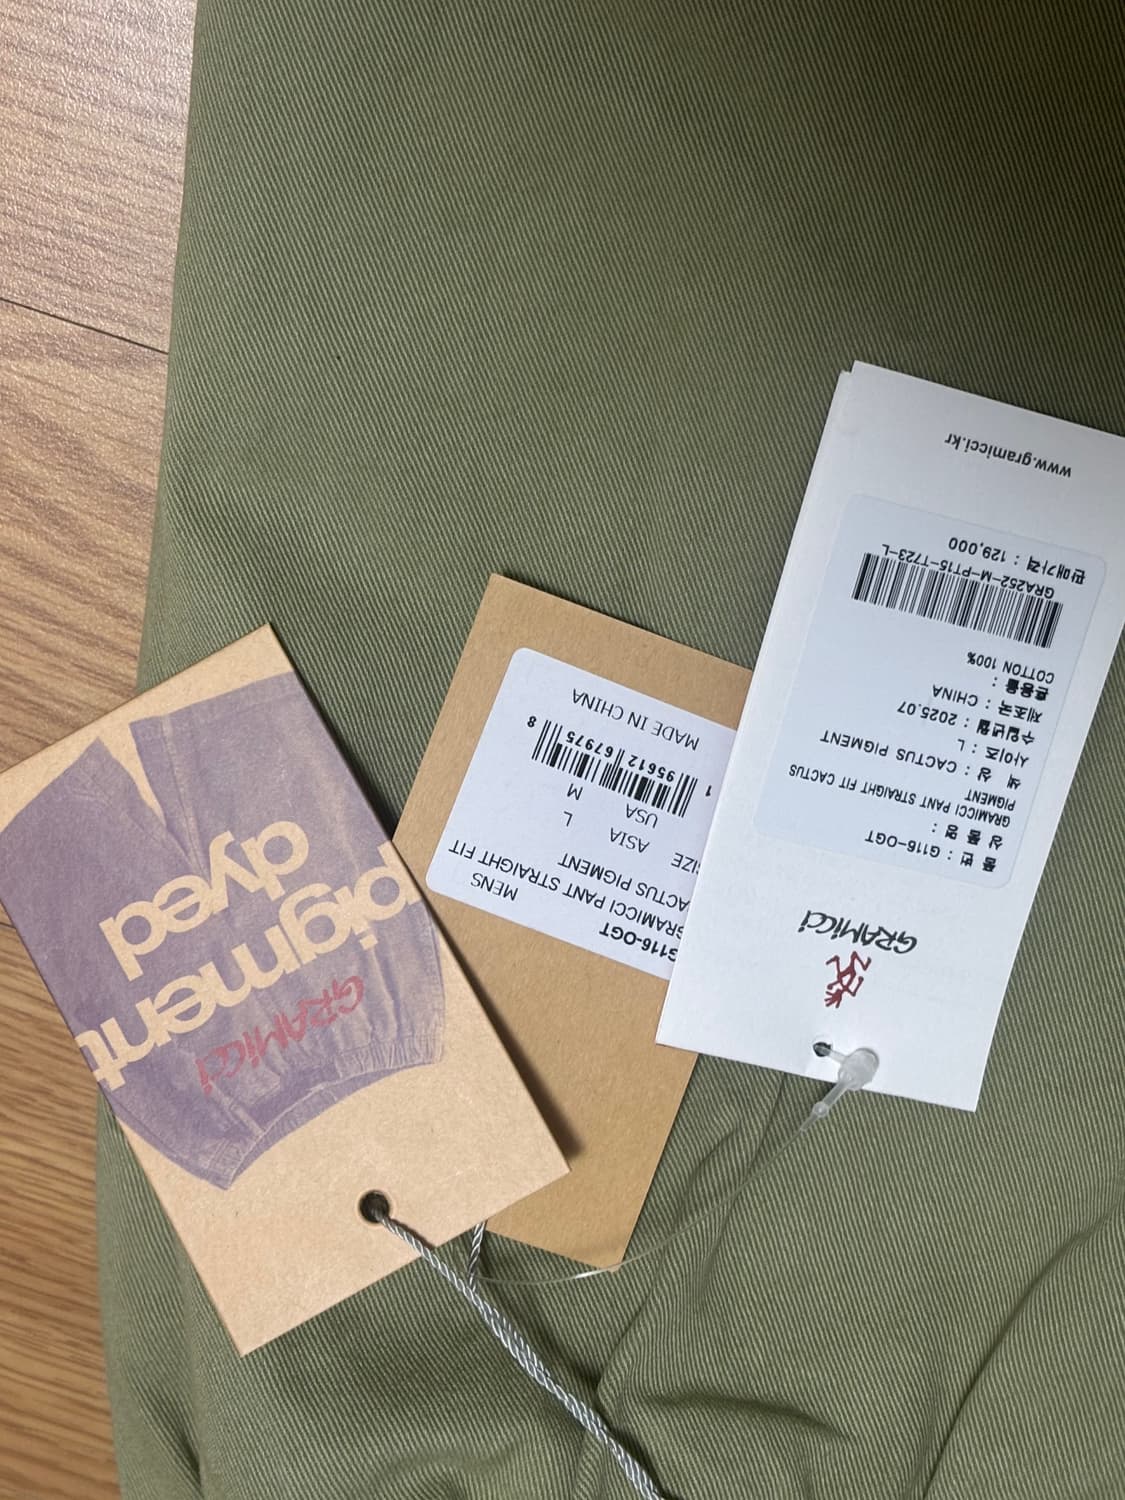 pigment
dyed
GRAMiCCi
G116-OGT
GRAMICCI PANT STRAIGHT FIT
CACTUS PIGMENT
MENS
SIZE ASIA USA
L M
1 95612 67975 8
MADE IN CHINA
GRAMiCCi
품 번 : G116-OGT
상 품 명 :
GRAMICCI PANT STRAIGHT FIT CACTUS
PIGMENT
색 상 : CACTUS PIGMENT
사이즈 : L
수입년월 : 2025.07
제조국 : CHINA
혼용률 :
COTTON 100%
GRA252-M-PT15-T723-L
판매가격 : 129,000
www.gramicci.kr